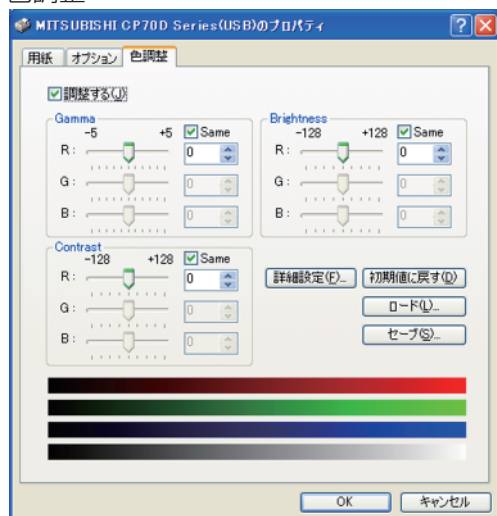 色調整
MITSUBISHI CP70D Series(USB)のプロパティ
用紙 オプション 色調整
調整する(J)
Gamma
-5 +5 Same
R: 0
G: 0
B: 0
Brightness
-128 +128 Same
R: 0
G: 0
B: 0
Contrast
-128 +128 Same
R: 0
G: 0
B: 0
詳細設定(F)... 初期値に戻す(D)
ロード(L)...
セーブ(S)...
OK キャンセル